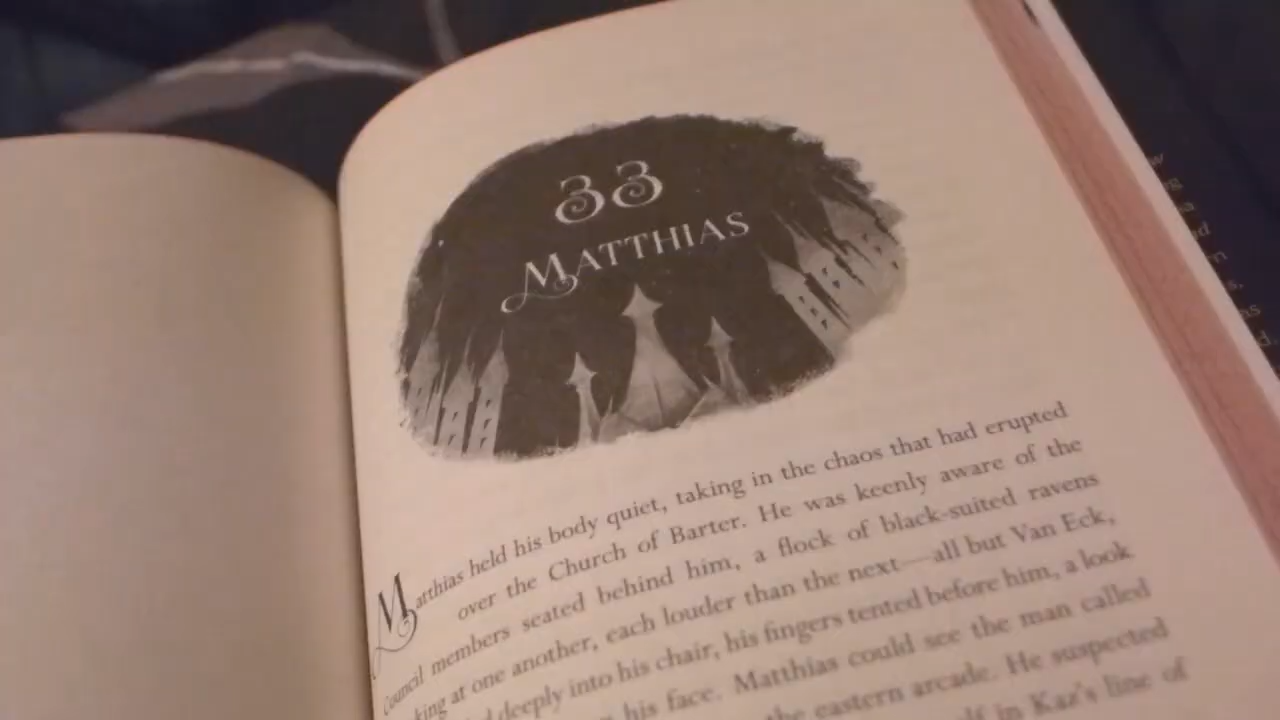 33
MATTHIAS
Matthias held his body quiet, taking in the chaos that had erupted
over the Church of Barter. He was keenly aware of the
Council members seated behind him, a flock of black-suited ravens
king at one another, each louder than the next—all but Van Eck,
deeply into his chair, his fingers tented before him, a look
his face. Matthias could see the man called
the eastern arcade. He suspected
in Kaz's line of